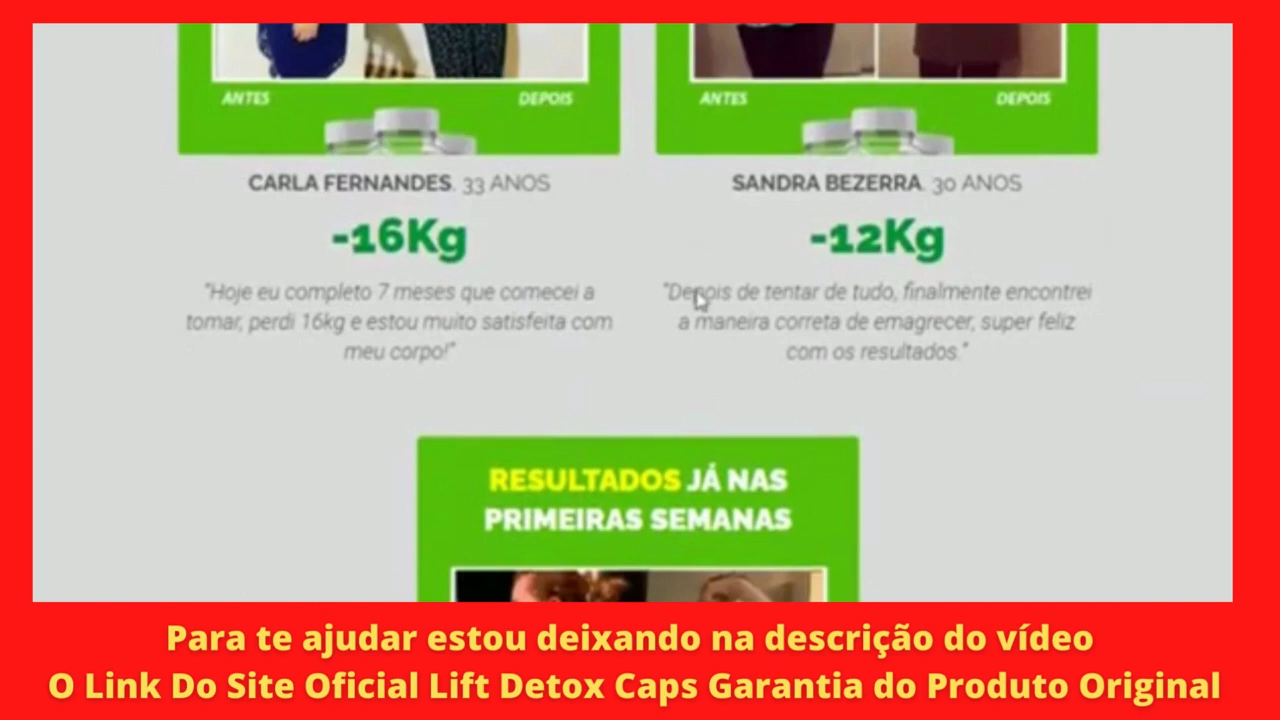 ANTES DEPOIS ANTES DEPOIS
CARLA FERNANDES. 33 ANOS
-16Kg
"Hoje eu completo 7 meses que comecei a
tomar, perdi 16kg e estou muito satisfeita com
meu corpo!"
SANDRA BEZERRA. 30 ANOS
-12Kg
"Depois de tentar de tudo, finalmente encontrei
a maneira correta de emagrecer, super feliz
com os resultados."
RESULTADOS JÁ NAS
PRIMEIRAS SEMANAS
Para te ajudar estou deixando na descrição do vídeo
O Link Do Site Oficial Lift Detox Caps Garantia do Produto Original